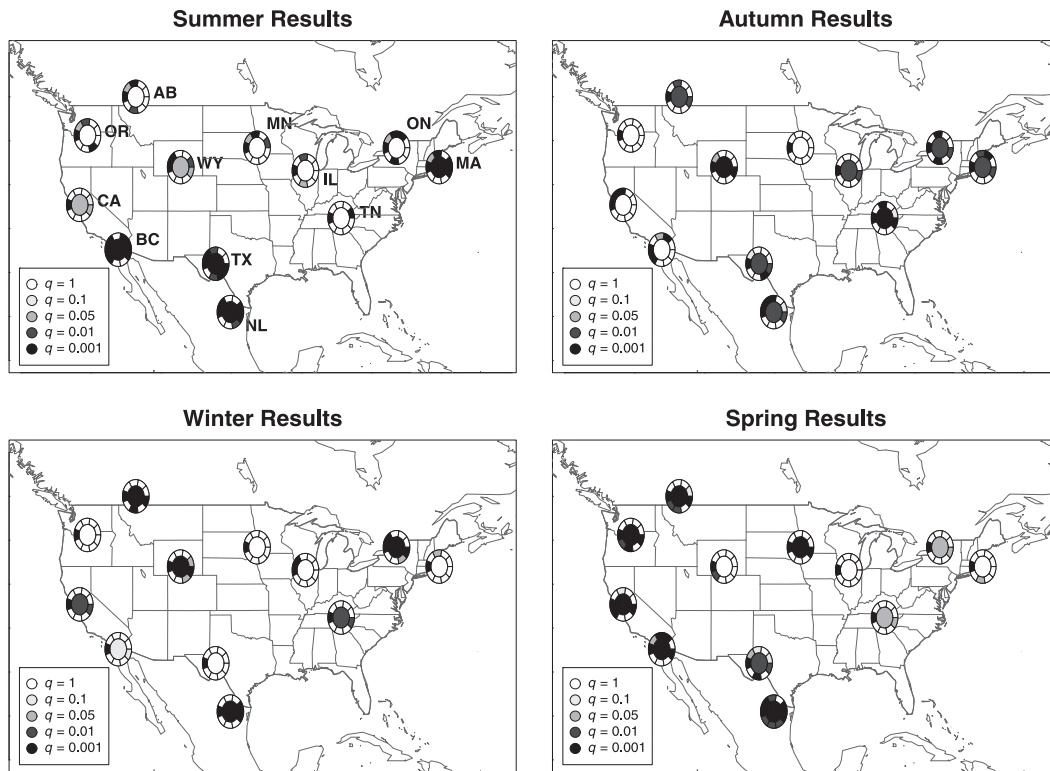 Summer Results
AB
OR
MN
ON
WY
MA
IL
CA
TN
BC
TX
NL
q = 1
q = 0.1
q = 0.05
q = 0.01
q = 0.001
Autumn Results
q = 1
q = 0.1
q = 0.05
q = 0.01
q = 0.001
Winter Results
q = 1
q = 0.1
q = 0.05
q = 0.01
q = 0.001
Spring Results
q = 1
q = 0.1
q = 0.05
q = 0.01
q = 0.001